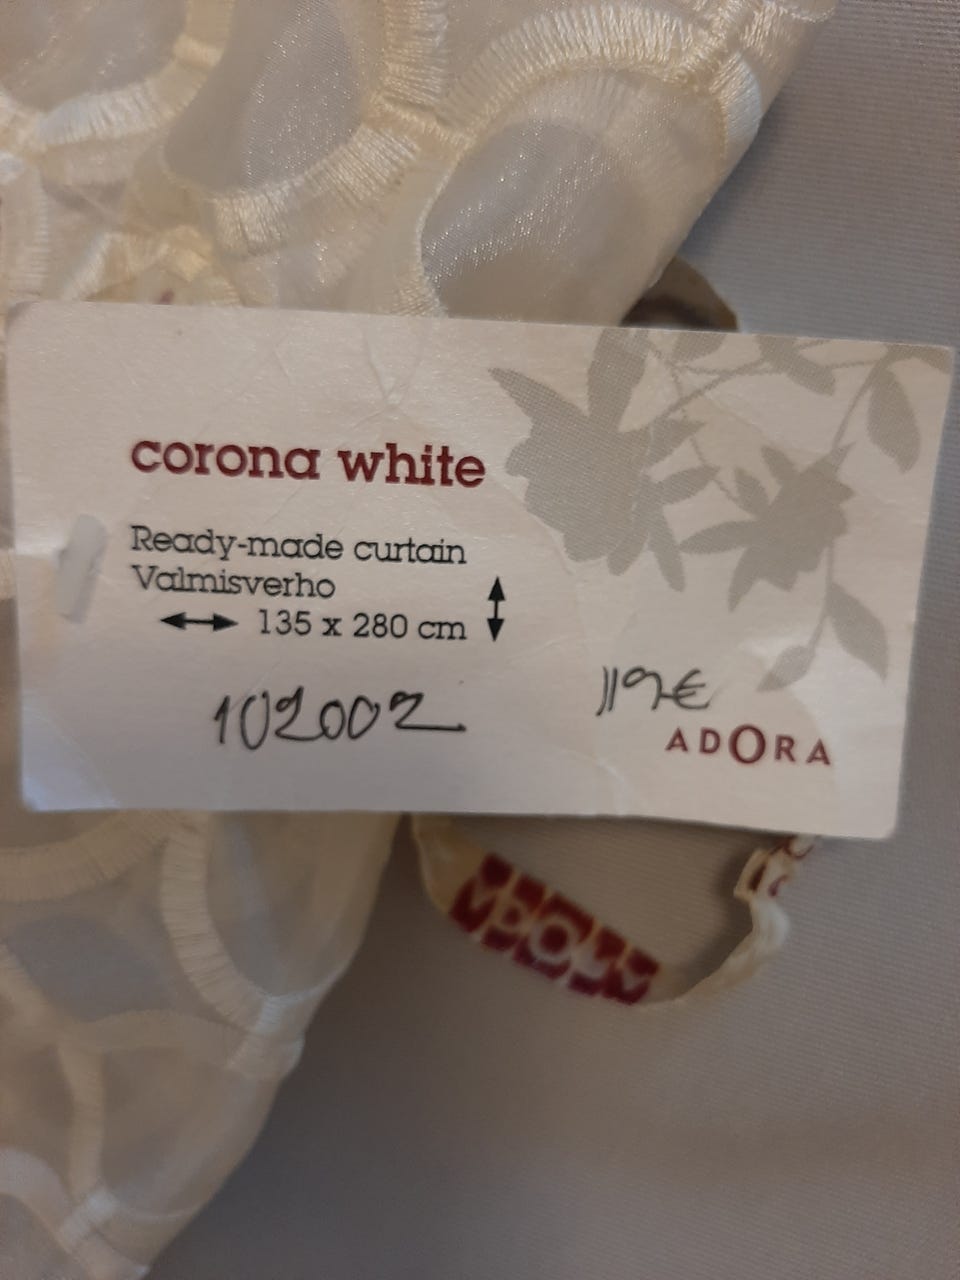 corona white
Ready-made curtain
Valmisverho
135 x 280 cm
102002
119€
ADORA